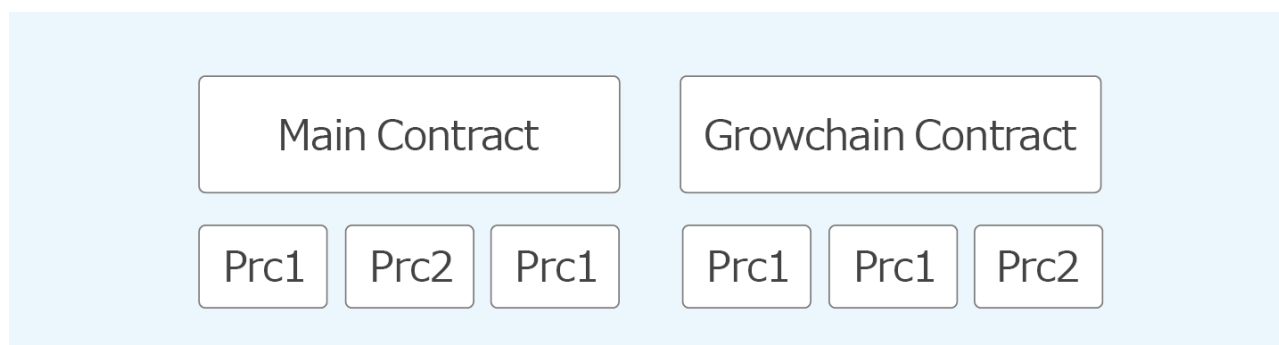 Main Contract
Growchain Contract
Prc1
Prc2
Prc1
Prc1
Prc1
Prc2